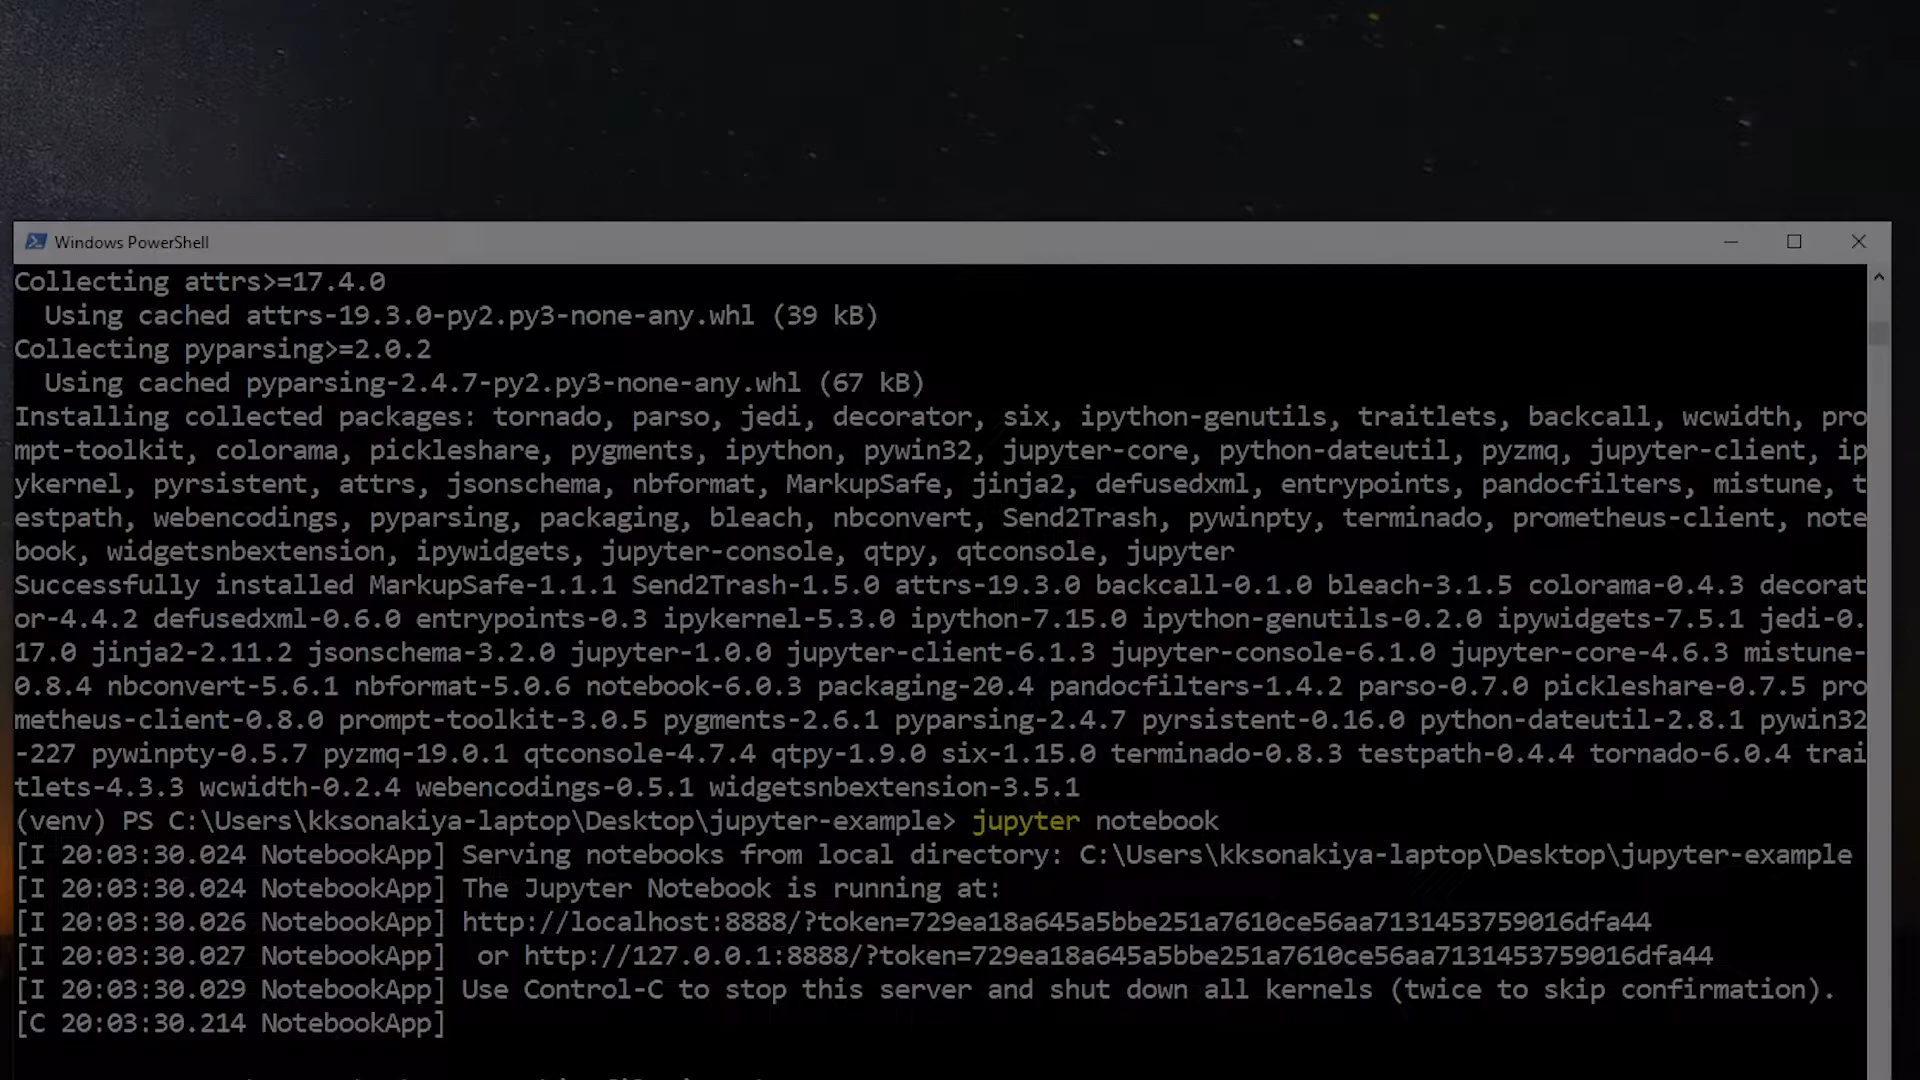 Windows PowerShell
Collecting attrs>=17.4.0
  Using cached attrs-19.3.0-py2.py3-none-any.whl (39 kB)
Collecting pyparsing>=2.0.2
  Using cached pyparsing-2.4.7-py2.py3-none-any.whl (67 kB)
Installing collected packages: tornado, parso, jedi, decorator, six, ipython-genutils, traitlets, backcall, wcwidth, pro
mpt-toolkit, colorama, pickleshare, pygments, ipython, pywin32, jupyter-core, python-dateutil, pyzmq, jupyter-client, ip
ykernel, pyrsistent, attrs, jsonschema, nbformat, MarkupSafe, jinja2, defusedxml, entrypoints, pandocfilters, mistune, t
estpath, webencodings, pyparsing, packaging, bleach, nbconvert, Send2Trash, pywinpty, terminado, prometheus-client, note
book, widgetsnbextension, ipywidgets, jupyter-console, qtpy, qtconsole, jupyter
Successfully installed MarkupSafe-1.1.1 Send2Trash-1.5.0 attrs-19.3.0 backcall-0.1.0 bleach-3.1.5 colorama-0.4.3 decorat
or-4.4.2 defusedxml-0.6.0 entrypoints-0.3 ipykernel-5.3.0 ipython-7.15.0 ipython-genutils-0.2.0 ipywidgets-7.5.1 jedi-0.
17.0 jinja2-2.11.2 jsonschema-3.2.0 jupyter-1.0.0 jupyter-client-6.1.3 jupyter-console-6.1.0 jupyter-core-4.6.3 mistune-
0.8.4 nbconvert-5.6.1 nbformat-5.0.6 notebook-6.0.3 packaging-20.4 pandocfilters-1.4.2 parso-0.7.0 pickleshare-0.7.5 pro
metheus-client-0.8.0 prompt-toolkit-3.0.5 pygments-2.6.1 pyparsing-2.4.7 pyrsistent-0.16.0 python-dateutil-2.8.1 pywin32
-227 pywinpty-0.5.7 pyzmq-19.0.1 qtconsole-4.7.4 qtpy-1.9.0 six-1.15.0 terminado-0.8.3 testpath-0.4.4 tornado-6.0.4 trai
tlets-4.3.3 wcwidth-0.2.4 webencodings-0.5.1 widgetsnbextension-3.5.1
(venv) PS C:\Users\kksonakiya-laptop\Desktop\jupyter-example> jupyter notebook
[I 20:03:30.024 NotebookApp] Serving notebooks from local directory: C:\Users\kksonakiya-laptop\Desktop\jupyter-example
[I 20:03:30.024 NotebookApp] The Jupyter Notebook is running at:
[I 20:03:30.026 NotebookApp] http://localhost:8888/?token=729ea18a645a5bbe251a7610ce56aa7131453759016dfa44
[I 20:03:30.027 NotebookApp]  or http://127.0.0.1:8888/?token=729ea18a645a5bbe251a7610ce56aa7131453759016dfa44
[I 20:03:30.029 NotebookApp] Use Control-C to stop this server and shut down all kernels (twice to skip confirmation).
[C 20:03:30.214 NotebookApp]